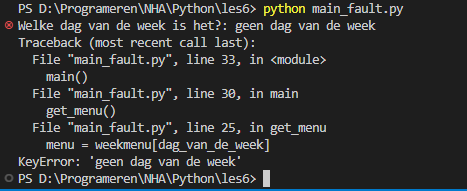 PS D:\Programeren\NHA\Python\les6> python main_fault.py
Welke dag van de week is het?: geen dag van de week
Traceback (most recent call last):
  File "main_fault.py", line 33, in <module>
    main()
  File "main_fault.py", line 30, in main
    get_menu()
  File "main_fault.py", line 25, in get_menu
    menu = weekmenu[dag_van_de_week]
KeyError: 'geen dag van de week'
PS D:\Programeren\NHA\Python\les6>